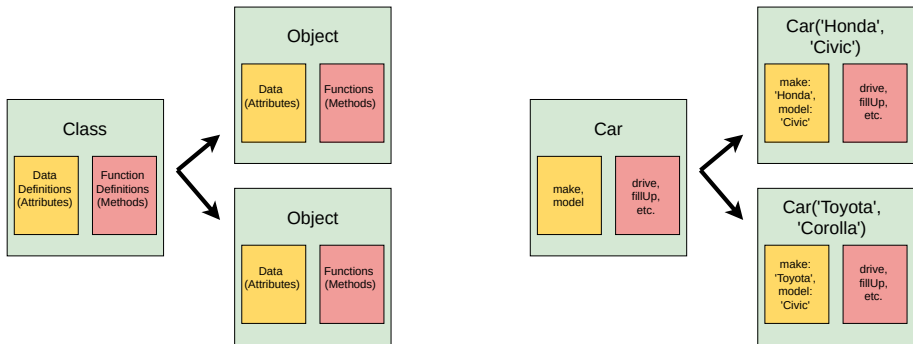 Class
Data
Definitions
(Attributes)
Function
Definitions
(Methods)
Object
Data
(Attributes)
Functions
(Methods)
Object
Data
(Attributes)
Functions
(Methods)
Car
make,
model
drive,
fillUp,
etc.
Car('Honda',
'Civic')
make:
'Honda',
model:
'Civic'
drive,
fillUp,
etc.
Car('Toyota',
'Corolla')
make:
'Toyota',
model:
'Civic'
drive,
fillUp,
etc.